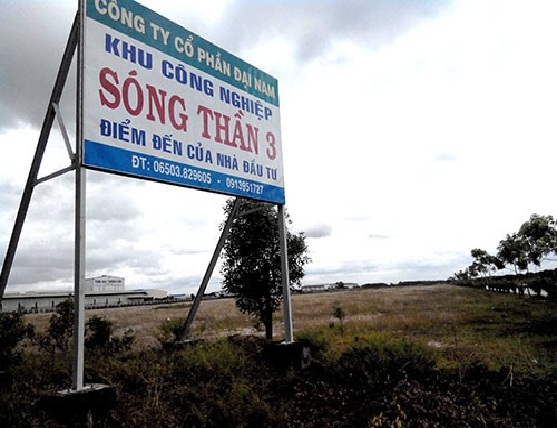 CÔNG TY CỔ PHẦN ĐẠI NAM
KHU CÔNG NGHIỆP
SÓNG THẦN 3
ĐIỂM ĐẾN CỦA NHÀ ĐẦU TƯ
ĐT: 06503.829605 - 0913951727